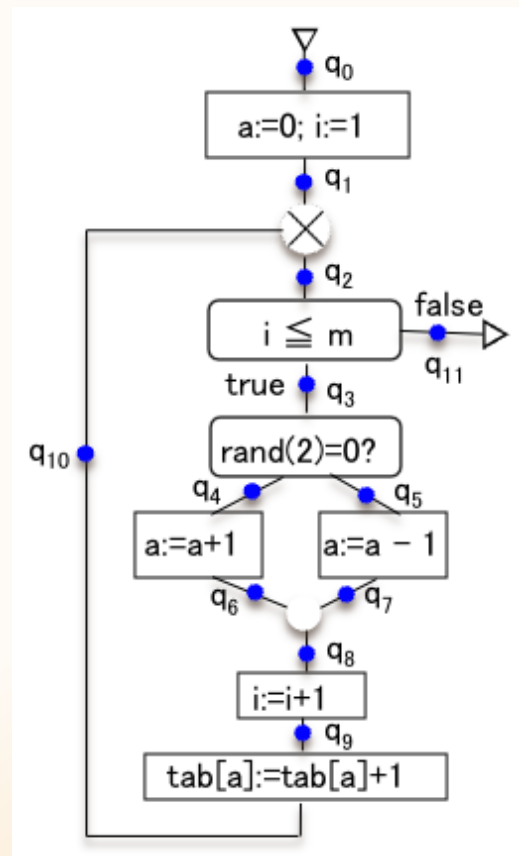 q0
a:=0; i:=1
q1
q2
i ≦ m
false
q11
true
q3
rand(2)=0?
q10
q4
q5
a:=a+1
a:=a - 1
q6
q7
q8
i:=i+1
q9
tab[a]:=tab[a]+1